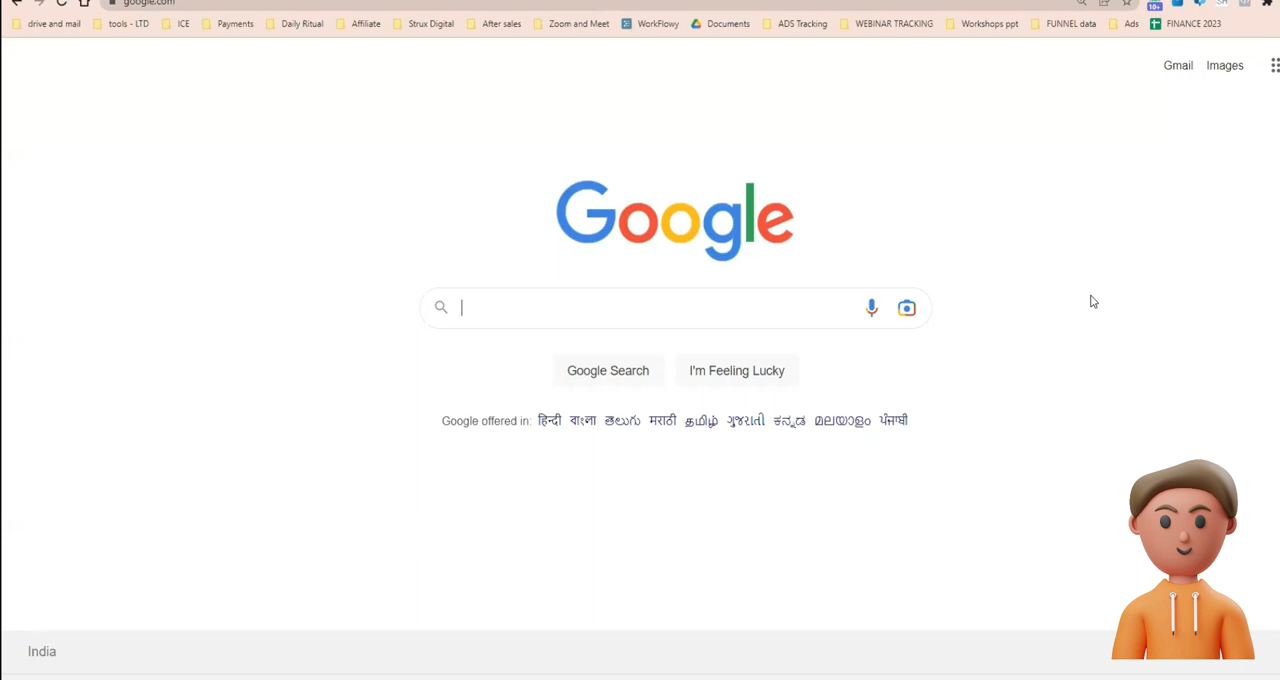 google.com
drive and mail tools - LTD ICE Payments Daily Ritual Affiliate Strux Digital After sales Zoom and Meet WorkFlowy Documents ADS Tracking WEBINAR TRACKING Workshops ppt FUNNEL data Ads FINANCE 2023
10+
Gmail Images
Google
Google Search I'm Feeling Lucky
Google offered in: हिन्दी বাংলা తెలుగు मराठी தமிழ் ગુજરાતી ಕನ್ನಡ മലയാളം ਪੰਜਾਬੀ
India